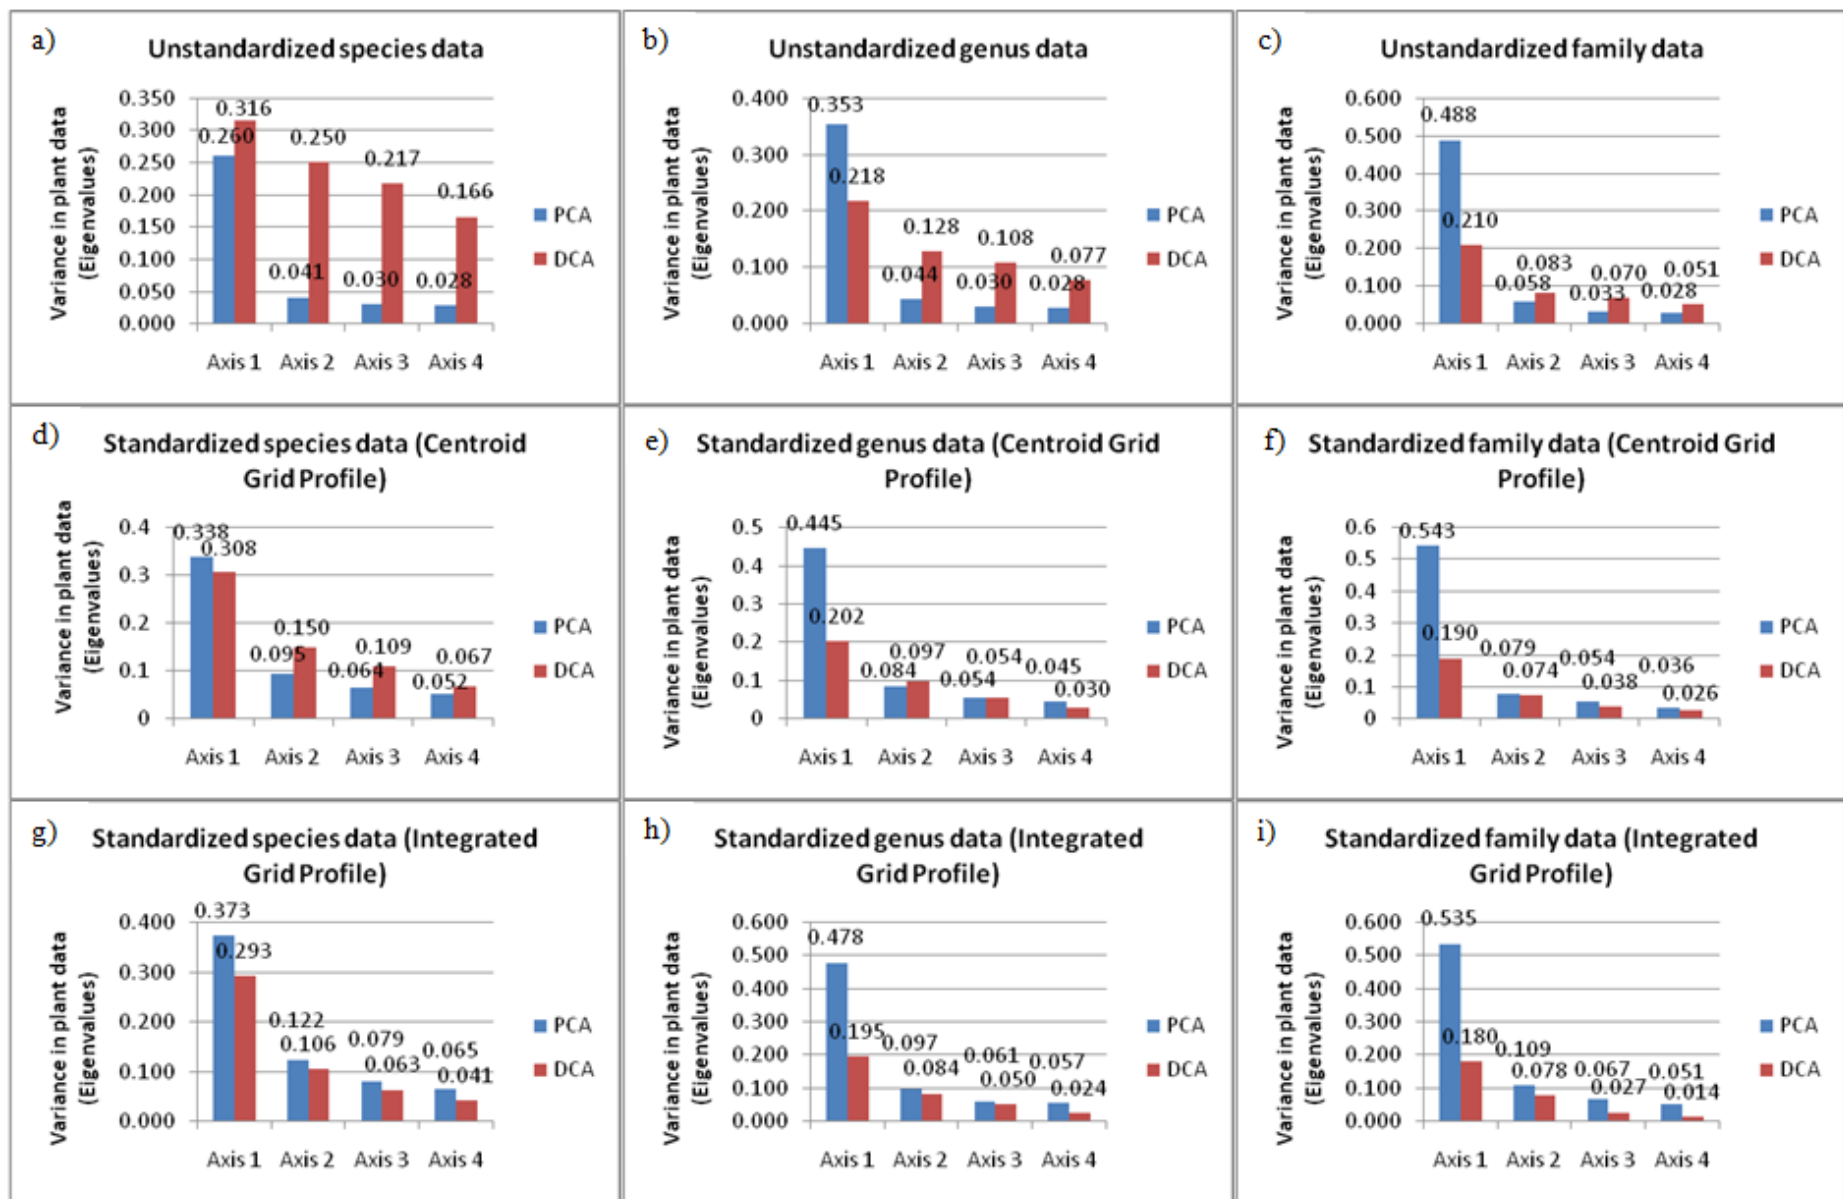 a)
Unstandardized species data
Variance in plant data
(Eigenvalues)
0.350
0.300
0.250
0.200
0.150
0.100
0.050
0.000
0.316
0.260
0.250
0.217
0.166
0.041
0.030
0.028
Axis 1 Axis 2 Axis 3 Axis 4
PCA
DCA
b)
Unstandardized genus data
Variance in plant data
(Eigenvalues)
0.400
0.300
0.200
0.100
0.000
0.353
0.218
0.128
0.108
0.077
0.044
0.030
0.028
Axis 1 Axis 2 Axis 3 Axis 4
PCA
DCA
c)
Unstandardized family data
Variance in plant data
(Eigenvalues)
0.600
0.500
0.400
0.300
0.200
0.100
0.000
0.488
0.210
0.083
0.070
0.051
0.058
0.033
0.028
Axis 1 Axis 2 Axis 3 Axis 4
PCA
DCA
d)
Standardized species data (Centroid
Grid Profile)
Variance in plant data
(Eigenvalues)
0.4
0.3
0.2
0.1
0
0.338
0.308
0.150
0.109
0.067
0.095
0.064
0.052
Axis 1 Axis 2 Axis 3 Axis 4
PCA
DCA
e)
Standardized genus data (Centroid Grid
Profile)
Variance in plant data
(Eigenvalues)
0.5
0.4
0.3
0.2
0.1
0
0.445
0.202
0.097
0.054
0.045
0.084
0.054
0.030
Axis 1 Axis 2 Axis 3 Axis 4
PCA
DCA
f)
Standardized family data (Centroid Grid
Profile)
Variance in plant data
(Eigenvalues)
0.6
0.5
0.4
0.3
0.2
0.1
0
0.543
0.190
0.079
0.054
0.036
0.074
0.038
0.026
Axis 1 Axis 2 Axis 3 Axis 4
PCA
DCA
g)
Standardized species data (Integrated
Grid Profile)
Variance in plant data
(Eigenvalues)
0.400
0.300
0.200
0.100
0.000
0.373
0.293
0.122
0.079
0.065
0.106
0.063
0.041
Axis 1 Axis 2 Axis 3 Axis 4
PCA
DCA
h)
Standardized genus data (Integrated
Grid Profile)
Variance in plant data
(Eigenvalues)
0.600
0.500
0.400
0.300
0.200
0.100
0.000
0.478
0.195
0.097
0.061
0.057
0.084
0.050
0.024
Axis 1 Axis 2 Axis 3 Axis 4
PCA
DCA
i)
Standardized family data (Integrated
Grid Profile)
Variance in plant data
(Eigenvalues)
0.600
0.500
0.400
0.300
0.200
0.100
0.000
0.535
0.180
0.109
0.067
0.051
0.078
0.027
0.014
Axis 1 Axis 2 Axis 3 Axis 4
PCA
DCA